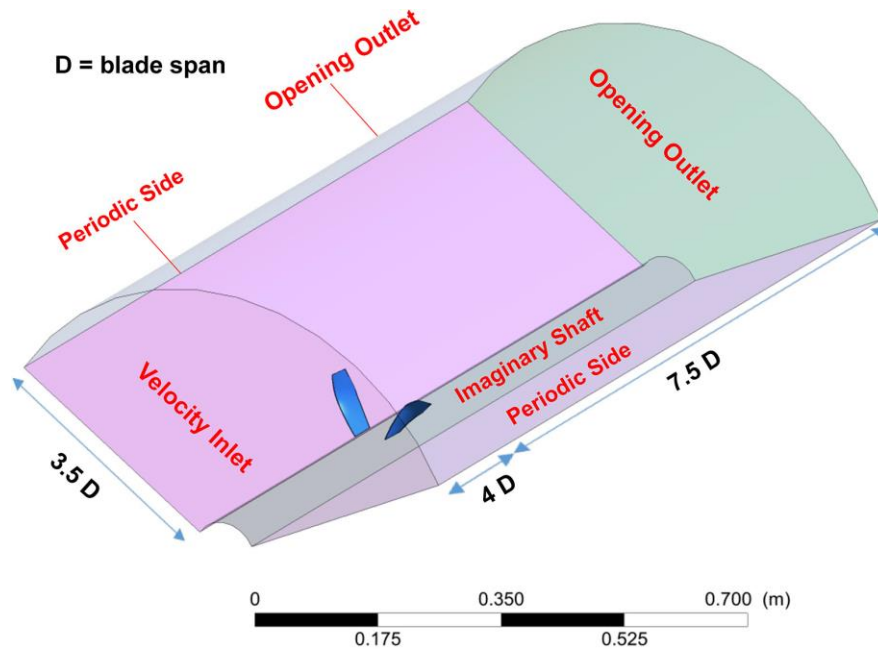 D = blade span
Opening Outlet
Opening Outlet
Periodic Side
Velocity Inlet
Imaginary Shaft
Periodic Side
7.5 D
4 D
3.5 D
0 0.350 0.700 (m)
0.175 0.525